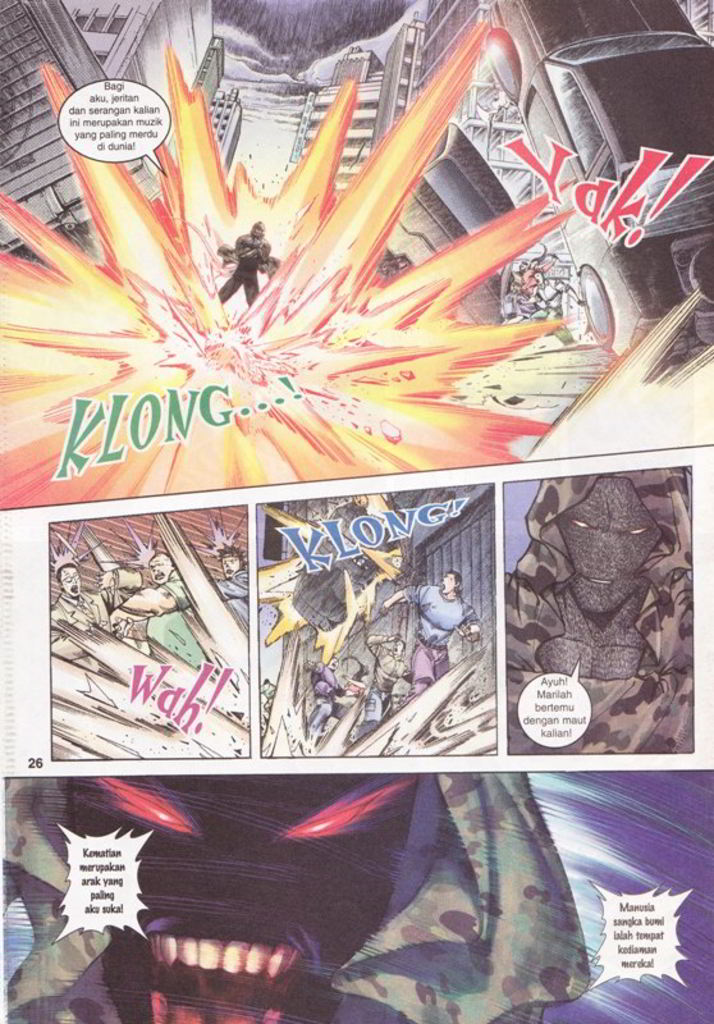 Bagi
aku, jeritan
dan serangan kalian
ini merupakan muzik
yang paling merdu
di dunia!
Yak!
KLONG....!
Wah!
KLONG!
Ayuh!
Marilah
bertemu
dengan maut
kalian!
26
Kematian
merupakan
arak yang
paling
aku suka!
Manusia
sangka bumi
ialah tempat
kediaman
mereka!